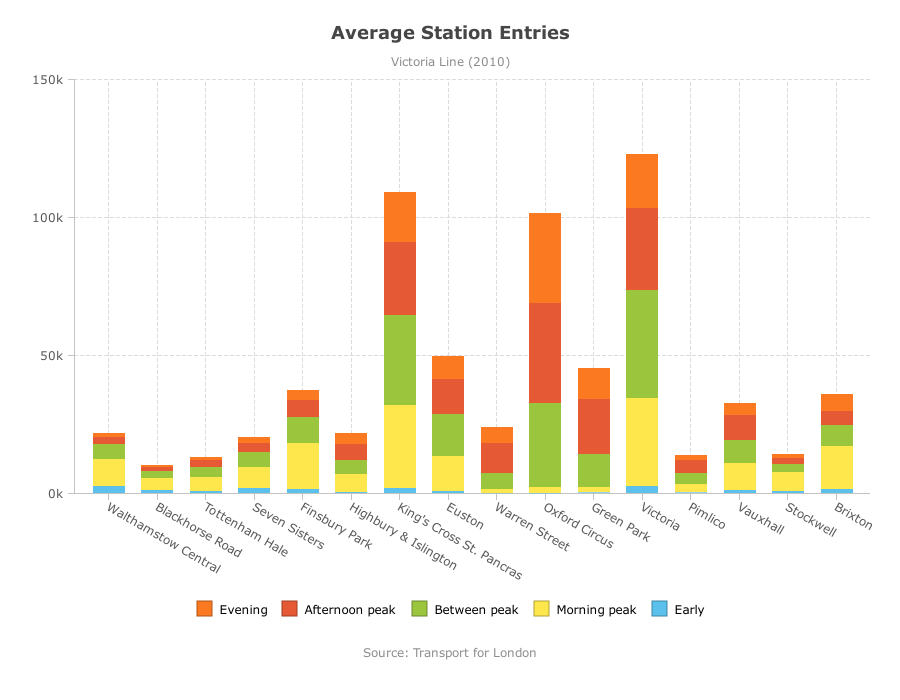 Average Station Entries
Victoria Line (2010)
150k
100k
50k
0k
Walthamstow Central
Blackhorse Road
Tottenham Hale
Seven Sisters
Finsbury Park
Highbury & Islington
King's Cross St. Pancras
Euston
Warren Street
Oxford Circus
Green Park
Victoria
Pimlico
Vauxhall
Stockwell
Brixton
Evening Afternoon peak Between peak Morning peak Early
Source: Transport for London